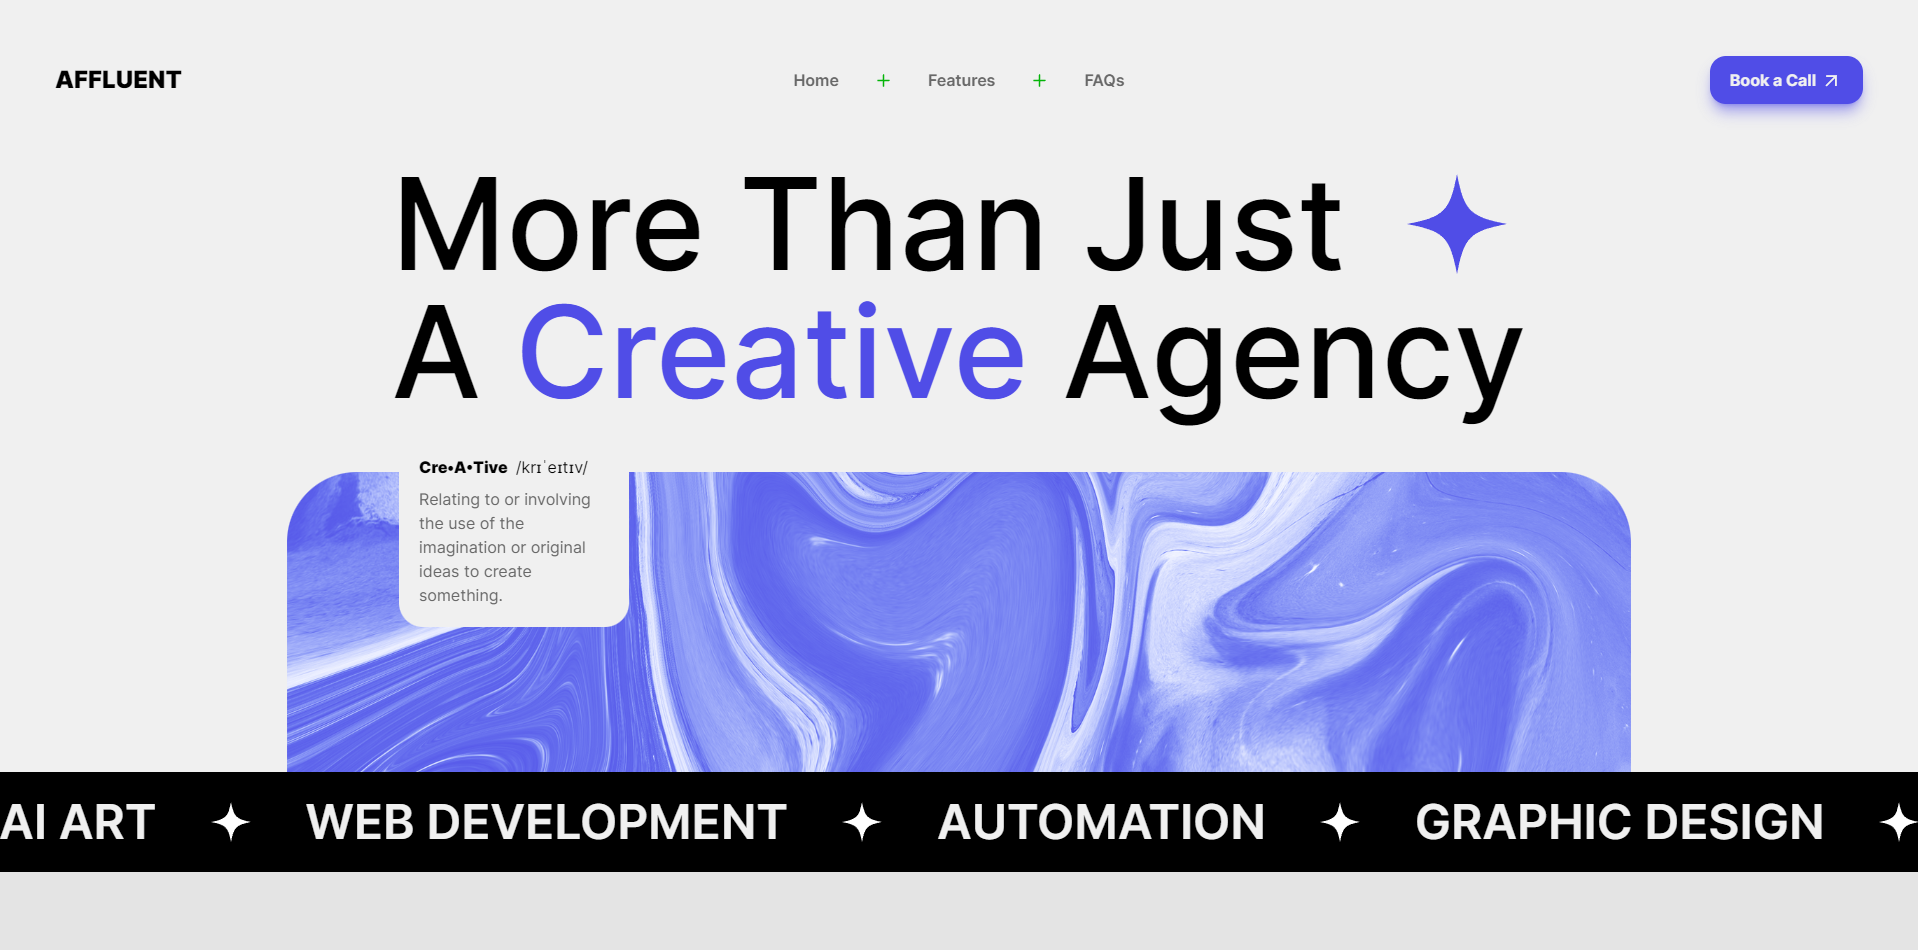 AFFLUENT
Home
Features
FAQs
Book a Call
More Than Just
A Creative Agency
Cre•A•Tive /krɪˈeɪtɪv/
Relating to or involving
the use of the
imagination or original
ideas to create
something.
AI ART
WEB DEVELOPMENT
AUTOMATION
GRAPHIC DESIGN